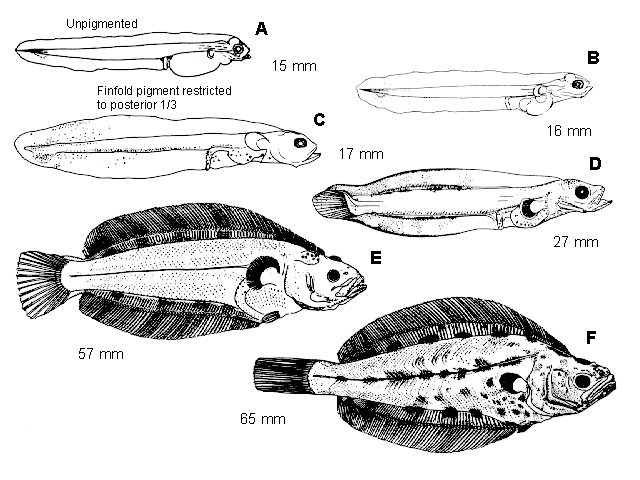 Unpigmented
A
15 mm
B
16 mm
Finfold pigment restricted
to posterior 1/3
C
17 mm
D
27 mm
E
57 mm
F
65 mm